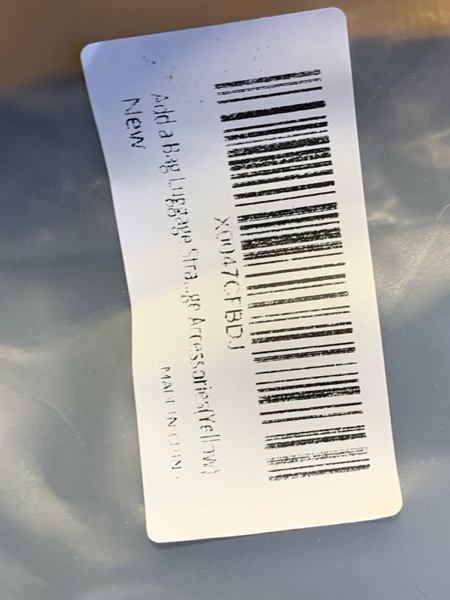 X0047CFBDJ
Add a Bag Luggage Stra...ge Accessories(Yellow)
New
MADE IN CHINA